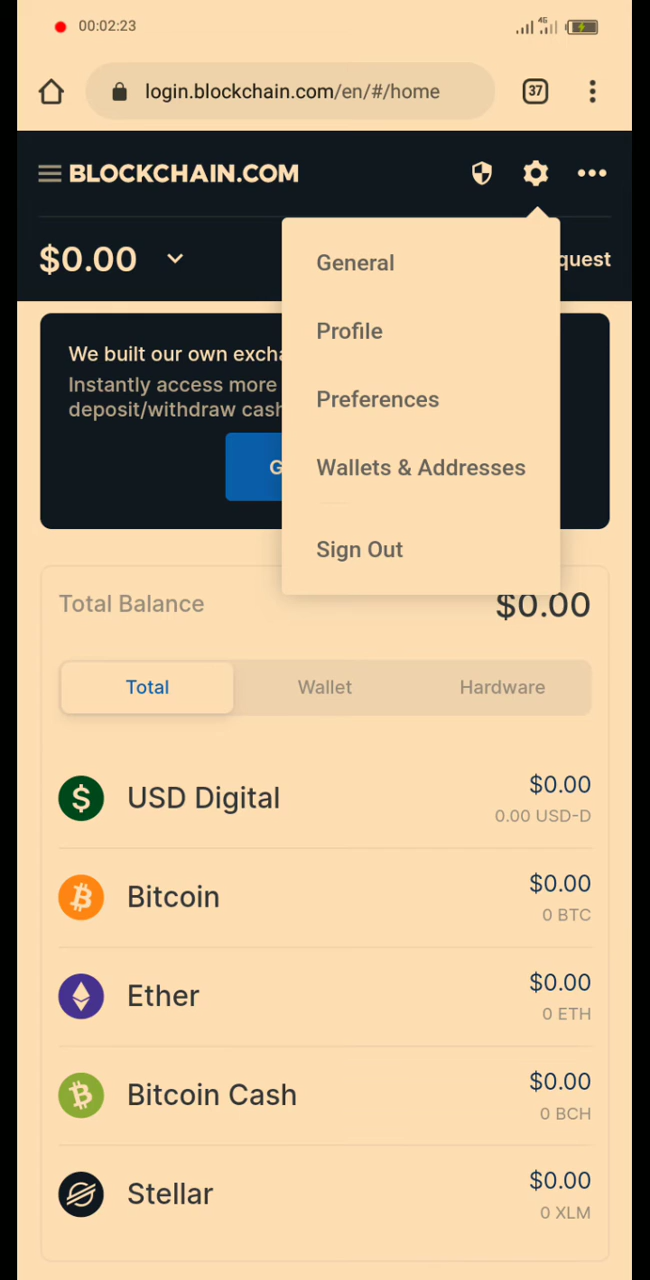 00:02:23
4G
login.blockchain.com/en/#/home
37
BLOCKCHAIN.COM
$0.00
quest
General
Profile
Preferences
Wallets & Addresses
Sign Out
We built our own excha
Instantly access more
deposit/withdraw cash
G
Total Balance
$0.00
Total
Wallet
Hardware
USD Digital
$0.00
0.00 USD-D
Bitcoin
$0.00
0 BTC
Ether
$0.00
0 ETH
Bitcoin Cash
$0.00
0 BCH
Stellar
$0.00
0 XLM